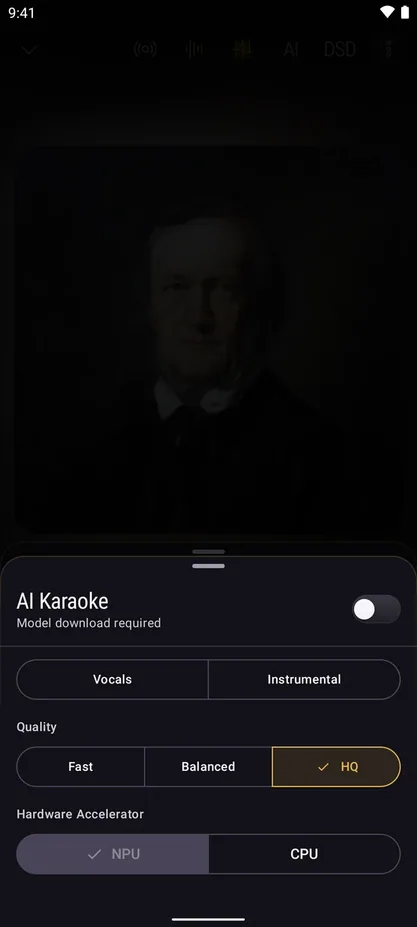 9:41
AI DSD
AI Karaoke
Model download required
Vocals Instrumental
Quality
Fast Balanced HQ
Hardware Accelerator
NPU CPU